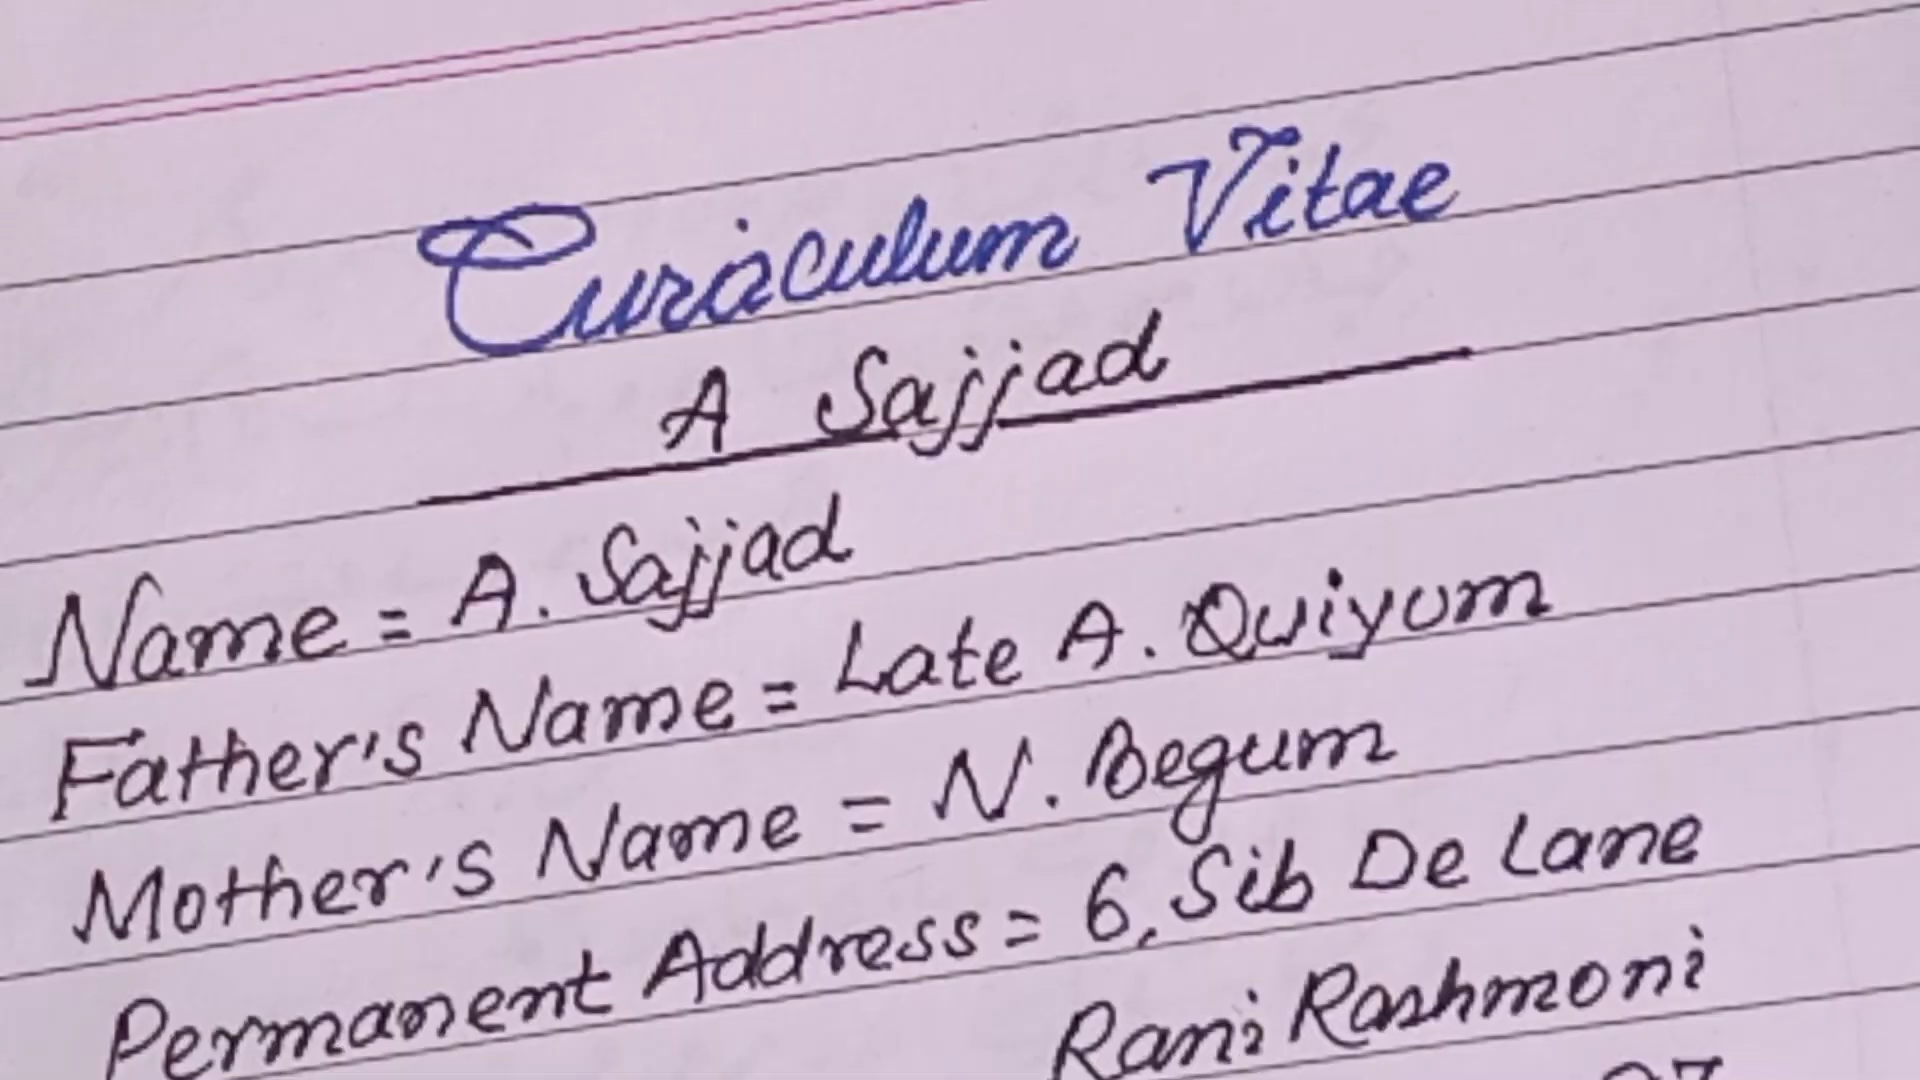 Curiculum Vitae
A Sajjad
Name = A. Sajjad
Father's Name = Late A. Quiyum
Mother's Name = N. Begum
Permanent Address = 6, Sib De Lane
Rani Rashmoni